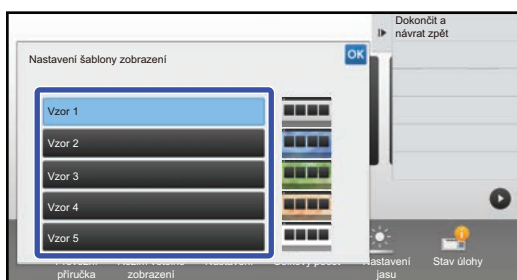 Dokončit a
návrat zpět
OK
Nastavení šablony zobrazení
Vzor 1
Vzor 2
Vzor 3
Vzor 4
Vzor 5
Nastavení
Stav úlohy
příručka
zobrazení
jasu